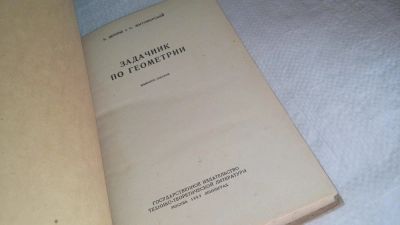 ЗАДАЧНИК
ПО ГЕОМЕТРИИ
ГОСУДАРСТВЕННОЕ ИЗДАТЕЛЬСТВО
ТЕХНИКО-ТЕОРЕТИЧЕСКОЙ ЛИТЕРАТУРЫ
МОСКВА ЛЕНИНГРАД